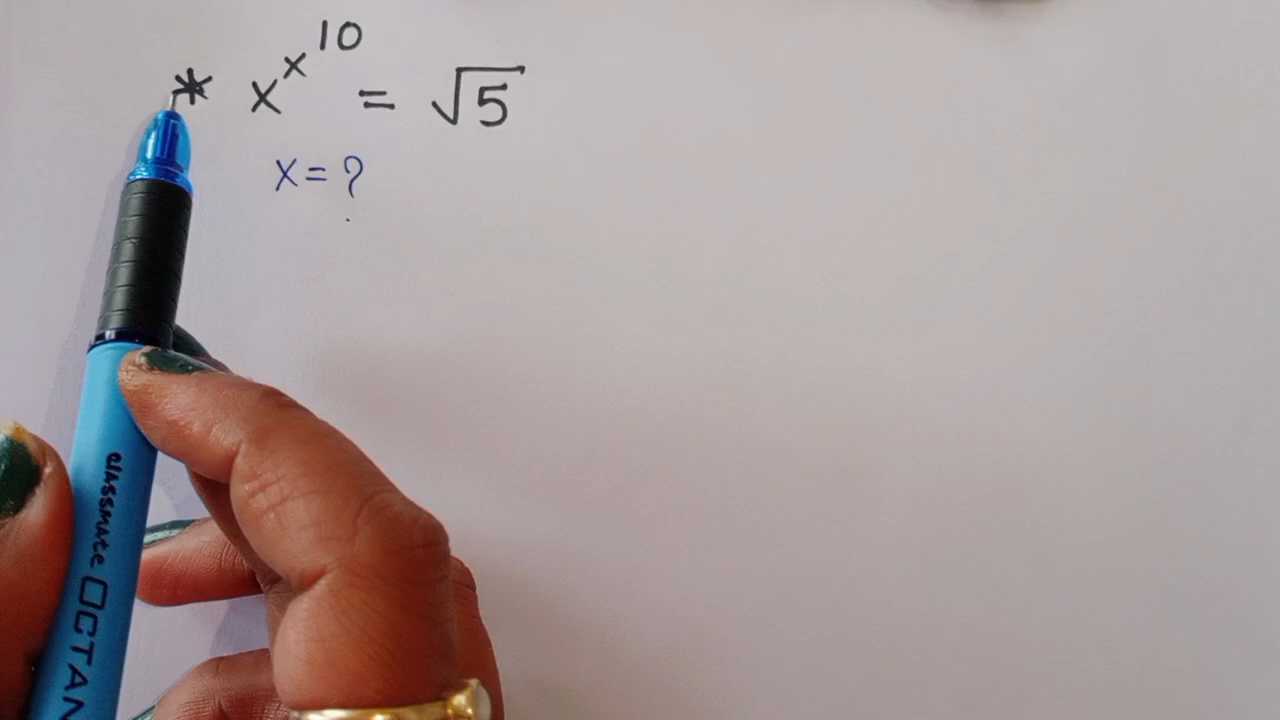 * x^x^10 = √5
x = ?
classmate OCTAN